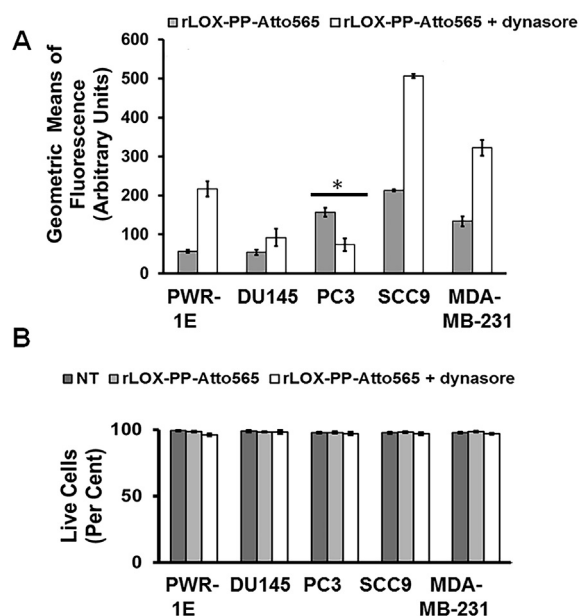 A
rLOX-PP-Atto565 rLOX-PP-Atto565 + dynasore
Geometric Means of
Fluorescence
(Arbitrary Units)
600
500
400
300
200
100
0
*
PWR-
1E
DU145
PC3
SCC9
MDA-
MB-231
B
NT rLOX-PP-Atto565 rLOX-PP-Atto565 + dynasore
Live Cells
(Per Cent)
100
50
0
PWR-
1E
DU145
PC3
SCC9
MDA-
MB-231